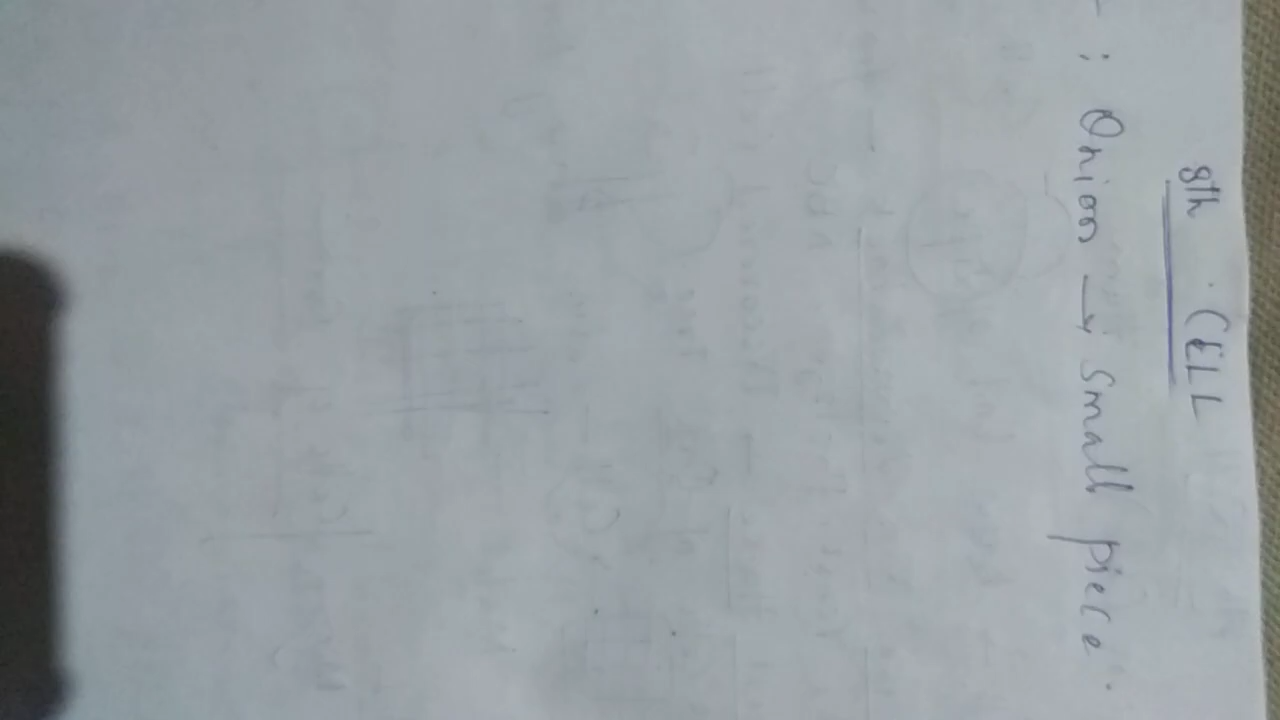 8th . CELL
: Onion → small piece .